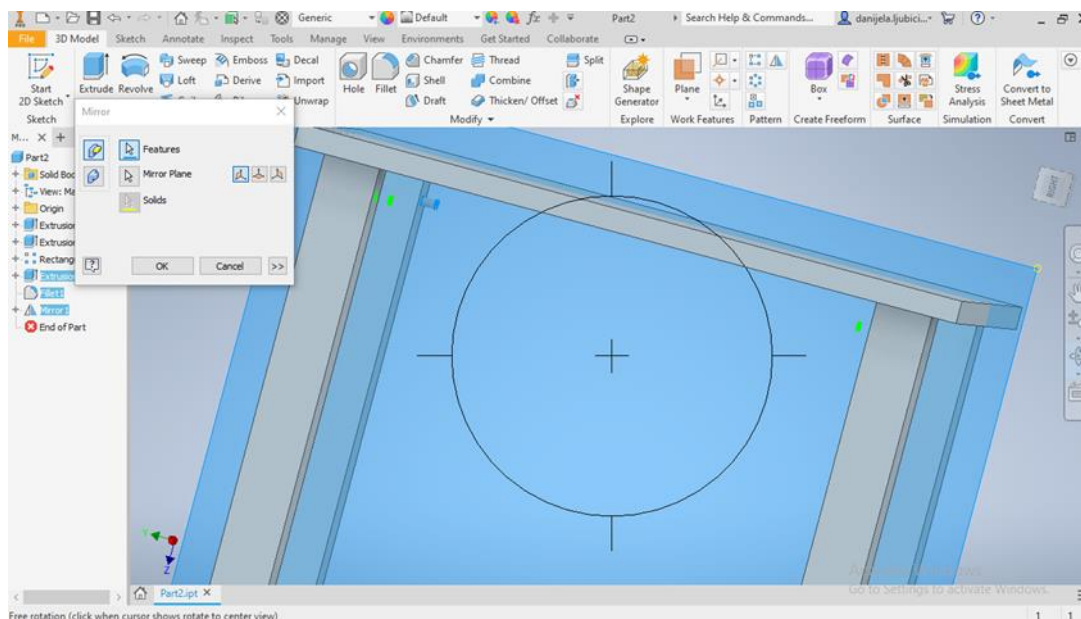 Generic
Default
Part2
Search Help & Commands...
danijela.ljubici...
File 3D Model Sketch Annotate Inspect Tools Manage View Environments Get Started Collaborate
Start
2D Sketch
Sketch
Extrude Revolve
Sweep Emboss Decal
Loft Derive Import
Unwrap
Hole Fillet
Chamfer Thread Split
Shell Combine
Draft Thicken/ Offset
Modify
Shape
Generator
Explore
Plane
Work Features
Pattern
Box
Create Freeform
Surface
Stress
Analysis
Simulation
Convert to
Sheet Metal
Convert
Mirror
Features
Mirror Plane
Solids
OK Cancel >>
M...
Part2
Solid Boo
View: Ma
Origin
Extrusion
Extrusion
Rectang
Extrusion
Fillet1
Mirror1
End of Part
RIGHT
Y
Z
Go to Settings to activate Windows.
Part2.ipt
Free rotation (click when cursor shows rotate to center view)
1 1